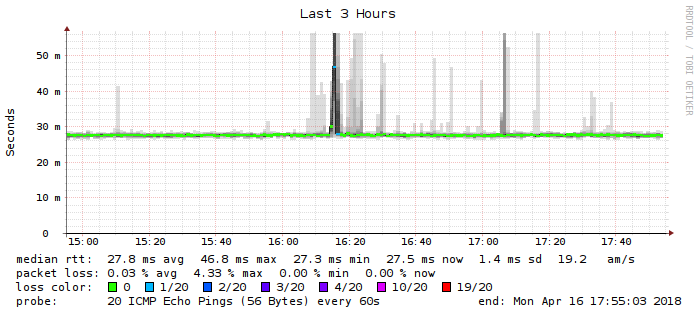 Last 3 Hours
RRDTOOL / TOBI OETIKER
Seconds
50 m
40 m
30 m
20 m
10 m
0
15:00 15:20 15:40 16:00 16:20 16:40 17:00 17:20 17:40
median rtt: 27.8 ms avg 46.8 ms max 27.3 ms min 27.5 ms now 1.4 ms sd 19.2 am/s
packet loss: 0.03 % avg 4.33 % max 0.00 % min 0.00 % now
loss color: 0 1/20 2/20 3/20 4/20 10/20 19/20
probe: 20 ICMP Echo Pings (56 Bytes) every 60s end: Mon Apr 16 17:55:03 2018